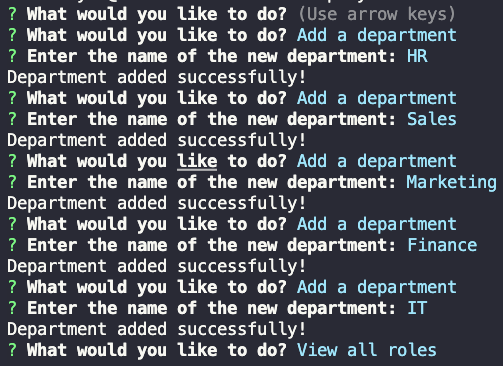 ? What would you like to do? (Use arrow keys)
? What would you like to do? Add a department
? Enter the name of the new department: HR
Department added successfully!
? What would you like to do? Add a department
? Enter the name of the new department: Sales
Department added successfully!
? What would you like to do? Add a department
? Enter the name of the new department: Marketing
Department added successfully!
? What would you like to do? Add a department
? Enter the name of the new department: Finance
Department added successfully!
? What would you like to do? Add a department
? Enter the name of the new department: IT
Department added successfully!
? What would you like to do? View all roles